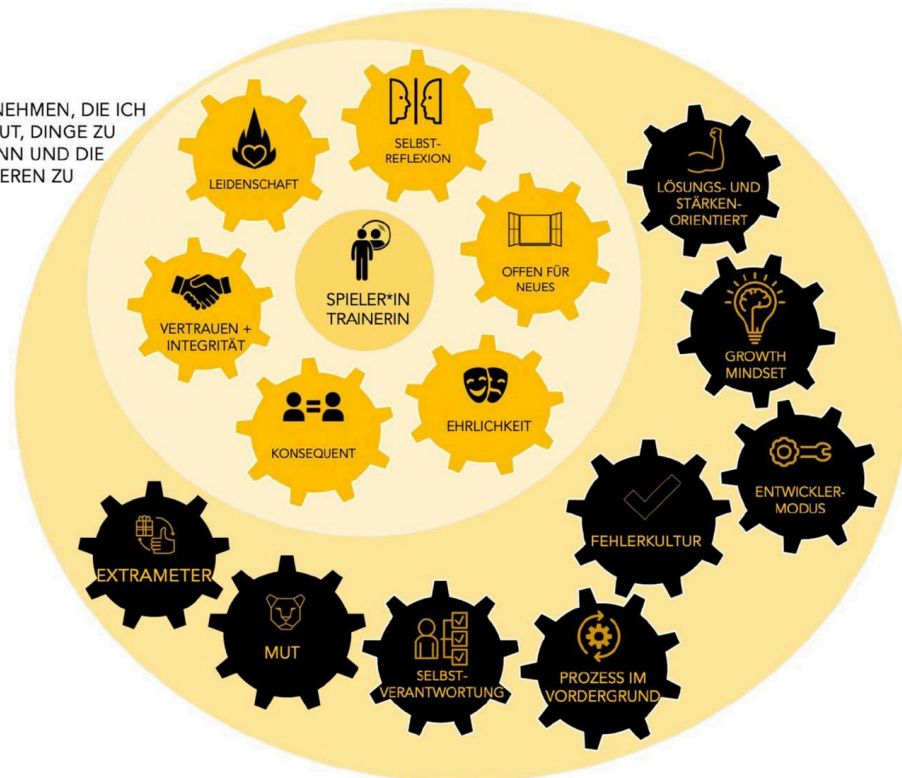 NEHMEN, DIE ICH
UT, DINGE ZU
NN UND DIE
EREN ZU
LEIDENSCHAFT
SELBST-
REFLEXION
OFFEN FÜR
NEUES
SPIELER*IN
TRAINERIN
VERTRAUEN +
INTEGRITÄT
KONSEQUENT
EHRLICHKEIT
LÖSUNGS- UND
STÄRKEN-
ORIENTIERT
GROWTH
MINDSET
ENTWICKLER-
MODUS
FEHLERKULTUR
PROZESS IM
VORDERGRUND
SELBST-
VERANTWORTUNG
MUT
EXTRAMETER